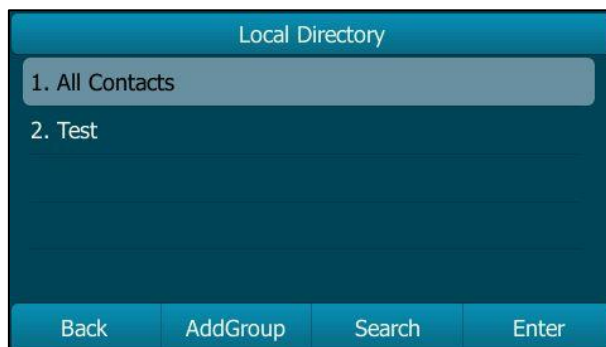 Local Directory
1. All Contacts
2. Test
Back AddGroup Search Enter